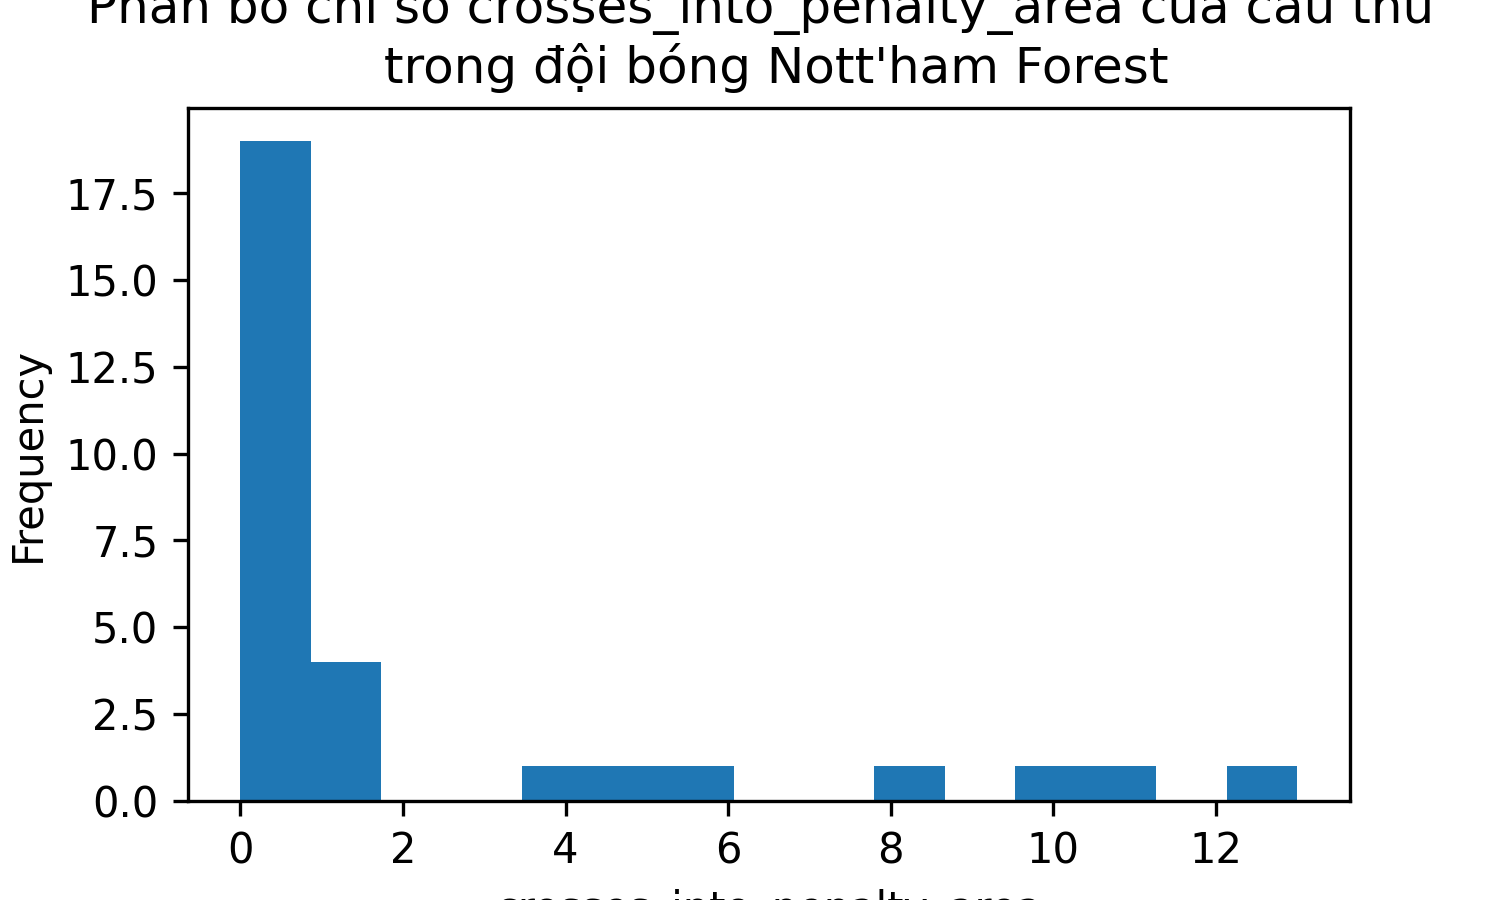 Phân bố chỉ số crosses_into_penalty_area của cầu thủ
trong đội bóng Nott'ham Forest
17.5
15.0
12.5
10.0
7.5
5.0
2.5
0.0
Frequency
0 2 4 6 8 10 12
crosses_into_penalty_area